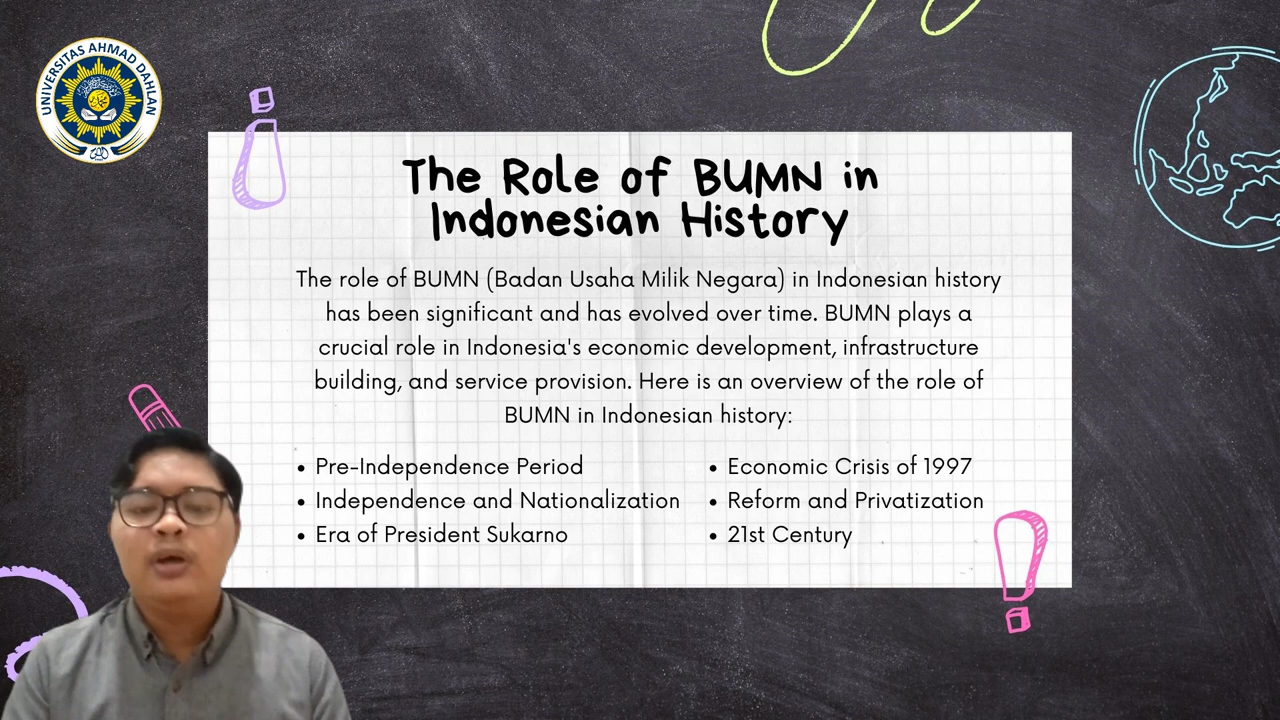 UNIVERSITAS AHMAD DAHLAN
The Role of BUMN in
Indonesian History
The role of BUMN (Badan Usaha Milik Negara) in Indonesian history
has been significant and has evolved over time. BUMN plays a
crucial role in Indonesia's economic development, infrastructure
building, and service provision. Here is an overview of the role of
BUMN in Indonesian history:
• Pre-Independence Period
• Independence and Nationalization
• Era of President Sukarno
• Economic Crisis of 1997
• Reform and Privatization
• 21st Century